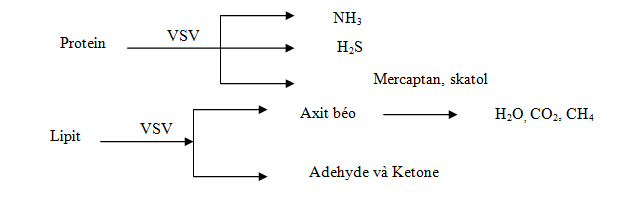 NH₃
Protein VSV H₂S
Mercaptan, skatol
Axit béo H₂O, CO₂, CH₄
Lipit VSV
Adehyde và Ketone